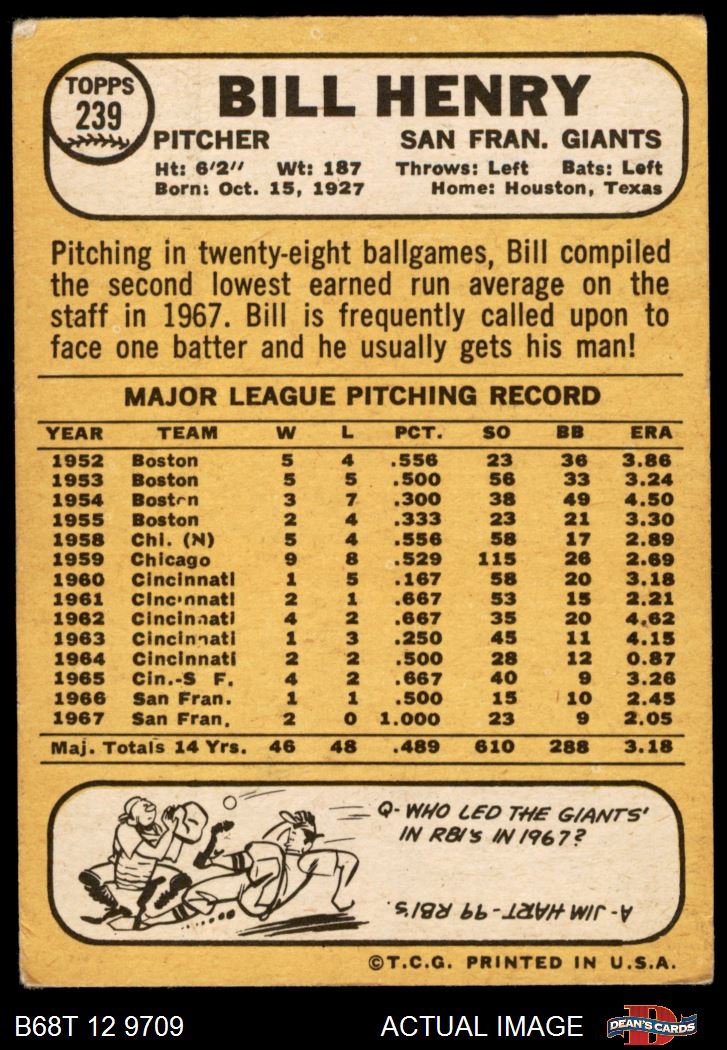 TOPPS
239
BILL HENRY
PITCHER SAN FRAN. GIANTS
Ht: 6'2" Wt: 187 Throws: Left Bats: Left
Born: Oct. 15, 1927 Home: Houston, Texas
Pitching in twenty-eight ballgames, Bill compiled
the second lowest earned run average on the
staff in 1967. Bill is frequently called upon to
face one batter and he usually gets his man!
MAJOR LEAGUE PITCHING RECORD
YEAR TEAM W L PCT. SO BB ERA
1952 Boston 5 4 .556 23 36 3.86
1953 Boston 5 5 .500 56 33 3.24
1954 Boston 3 7 .300 38 49 4.50
1955 Boston 2 4 .333 23 21 3.30
1958 Chi. (N) 5 4 .556 58 17 2.89
1959 Chicago 9 8 .529 115 26 2.69
1960 Cincinnati 1 5 .167 58 20 3.18
1961 Cincinnati 2 1 .667 53 15 2.21
1962 Cincinnati 4 2 .667 35 20 4.62
1963 Cincinnati 1 3 .250 45 11 4.15
1964 Cincinnati 2 2 .500 28 12 0.87
1965 Cin.-S F. 4 2 .667 40 9 3.26
1966 San Fran. 1 1 .500 15 10 2.45
1967 San Fran. 2 0 1.000 23 9 2.05
Maj. Totals 14 Yrs. 46 48 .489 610 288 3.18
Q- WHO LED THE GIANTS'
IN RBI'S IN 1967?
A- JIM HART - 99 RBI'S.
©T.C.G. PRINTED IN U.S.A.
B68T 12 9709 ACTUAL IMAGE DEAN'S CARDS